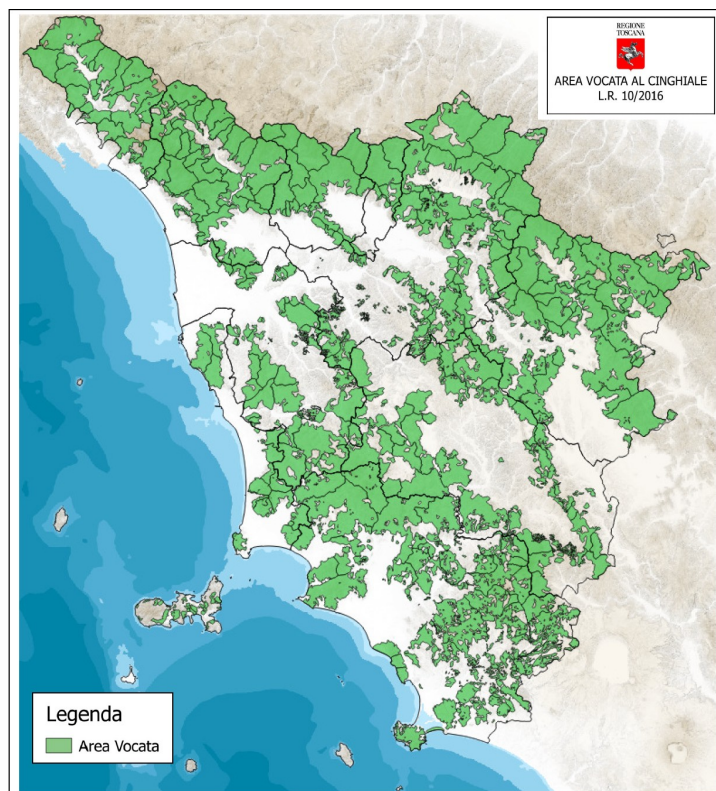 REGIONE
TOSCANA
AREA VOCATA AL CINGHIALE
L.R. 10/2016
Legenda
Area Vocata